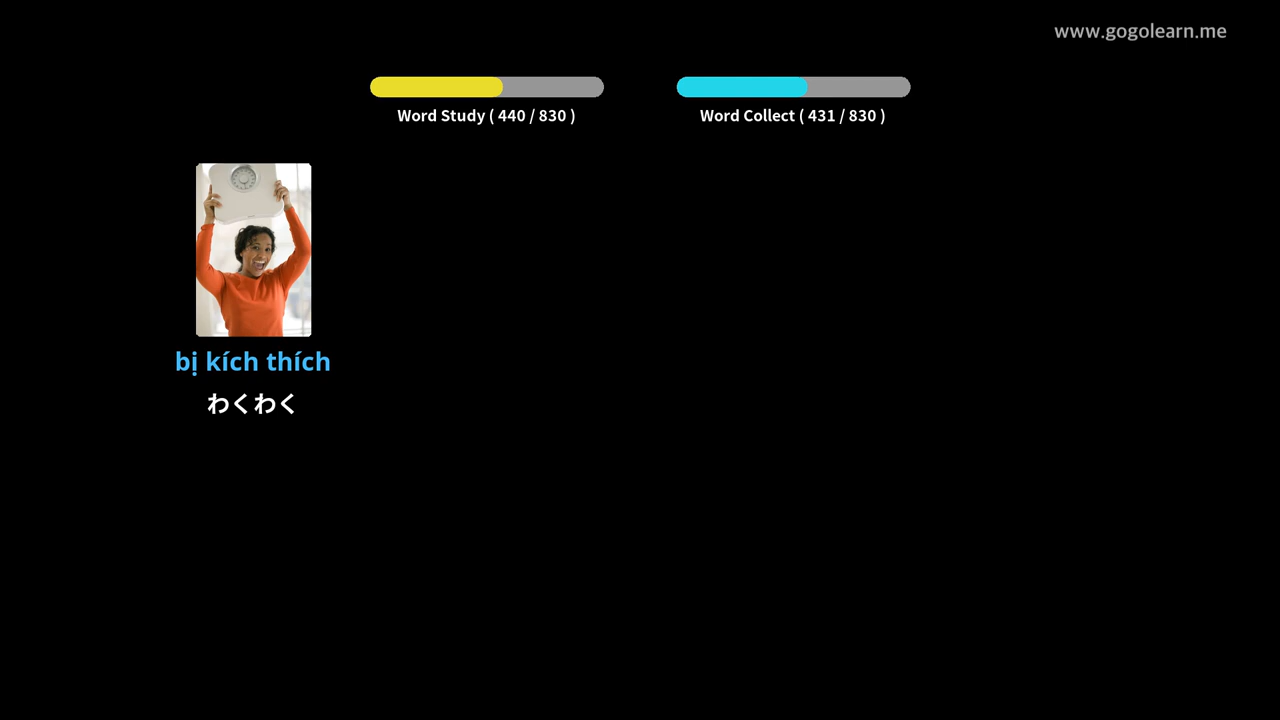 www.gogolearn.me
Word Study ( 440 / 830 )
Word Collect ( 431 / 830 )
bị kích thích
わくわく